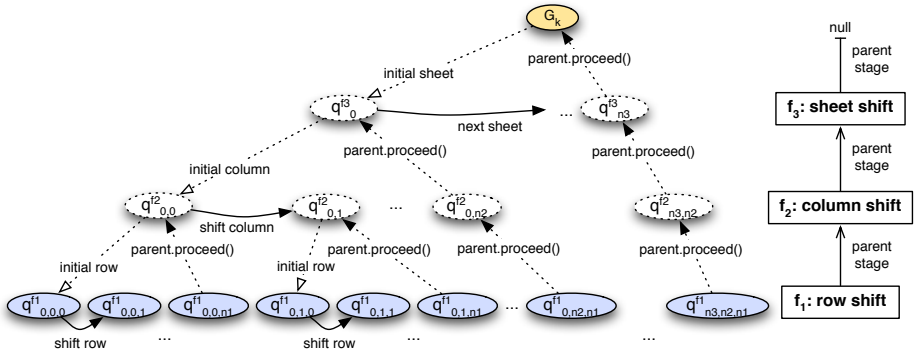 G_k
null
parent.proceed()
parent stage
initial sheet
q^f3_0
next sheet
...
q^f3_n3
f₃: sheet shift
parent.proceed()
parent.proceed()
parent stage
initial column
q^f2_0,0
shift column
q^f2_0,1
...
q^f2_0,n2
q^f2_n3,n2
f₂: column shift
parent.proceed()
parent.proceed()
parent.proceed()
parent.proceed()
parent stage
initial row
initial row
q^f1_0,0,0
q^f1_0,0,1
q^f1_0,0,n1
q^f1_0,1,0
q^f1_0,1,1
q^f1_0,1,n1
...
q^f1_0,n2,n1
q^f1_n3,n2,n1
f₁: row shift
shift row
...
shift row
...
...